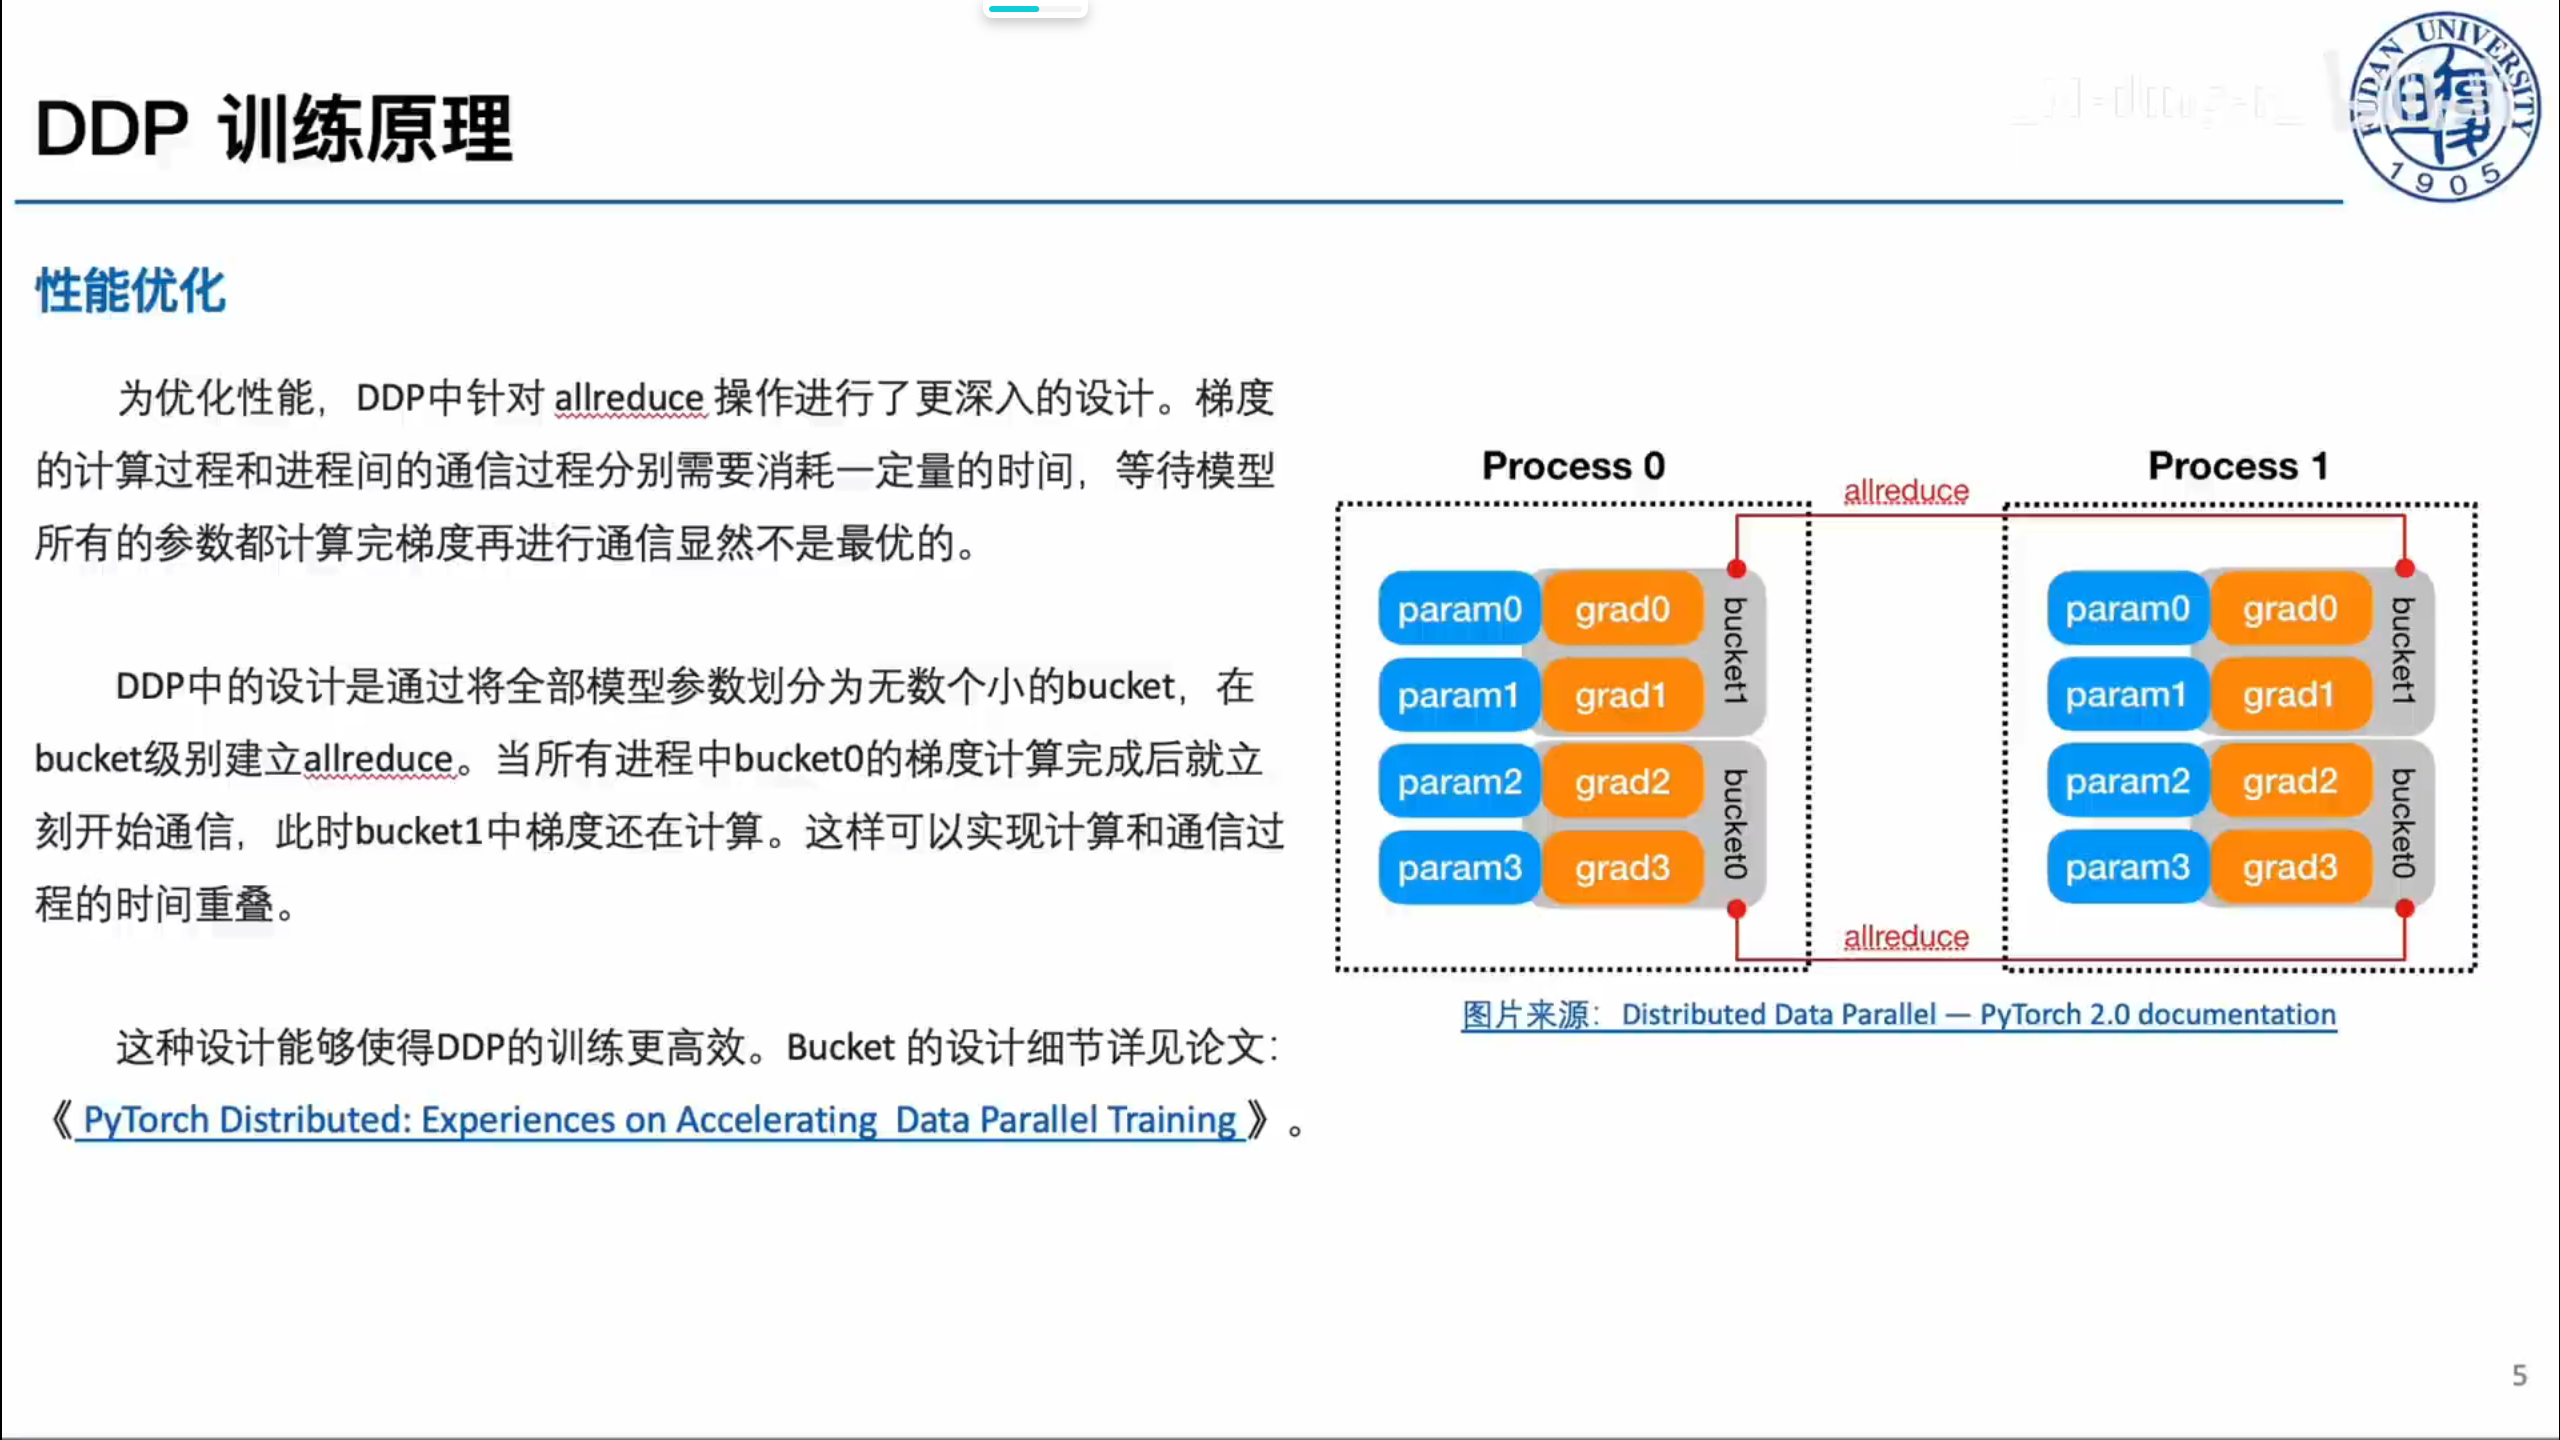 DDP 训练原理
FUDAN UNIVERSITY
1905
性能优化
为优化性能，DDP中针对 allreduce 操作进行了更深入的设计。梯度
的计算过程和进程间的通信过程分别需要消耗一定量的时间，等待模型
所有的参数都计算完梯度再进行通信显然不是最优的。
DDP中的设计是通过将全部模型参数划分为无数个小的bucket，在
bucket级别建立allreduce。当所有进程中bucket0的梯度计算完成后就立
刻开始通信，此时bucket1中梯度还在计算。这样可以实现计算和通信过
程的时间重叠。
这种设计能够使得DDP的训练更高效。Bucket 的设计细节详见论文：
《 PyTorch Distributed: Experiences on Accelerating  Data Parallel Training 》。
Process 0
allreduce
Process 1
param0 grad0
param1 grad1
bucket1
param2 grad2
param3 grad3
bucket0
param0 grad0
param1 grad1
bucket1
param2 grad2
param3 grad3
bucket0
allreduce
图片来源：Distributed Data Parallel — PyTorch 2.0 documentation
5